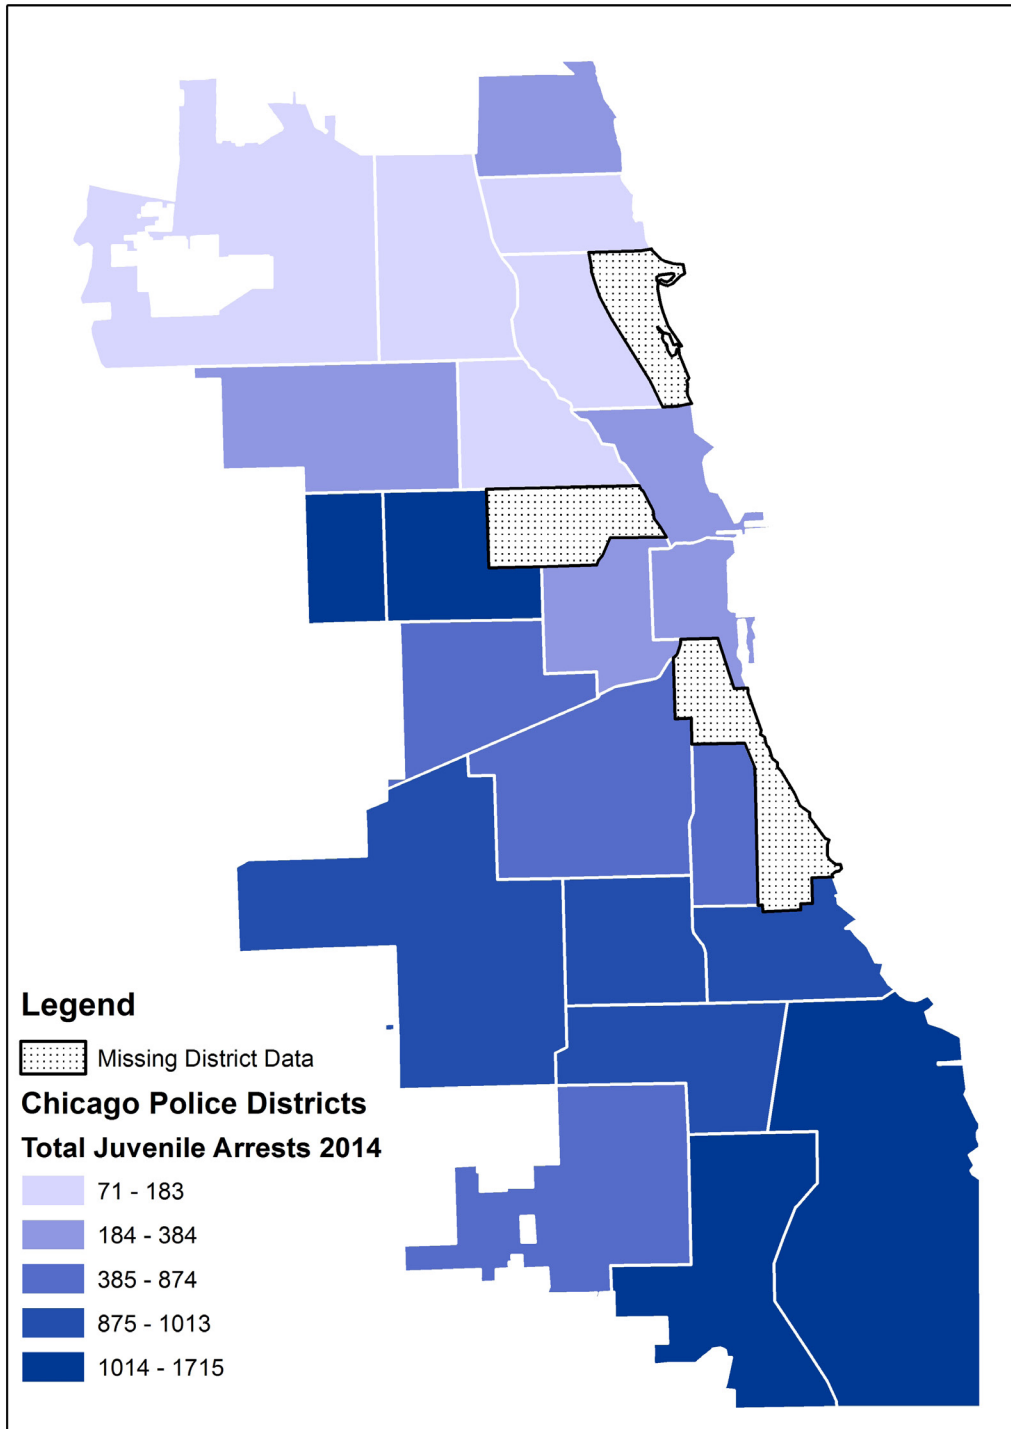 Legend
Missing District Data
Chicago Police Districts
Total Juvenile Arrests 2014
71 - 183
184 - 384
385 - 874
875 - 1013
1014 - 1715